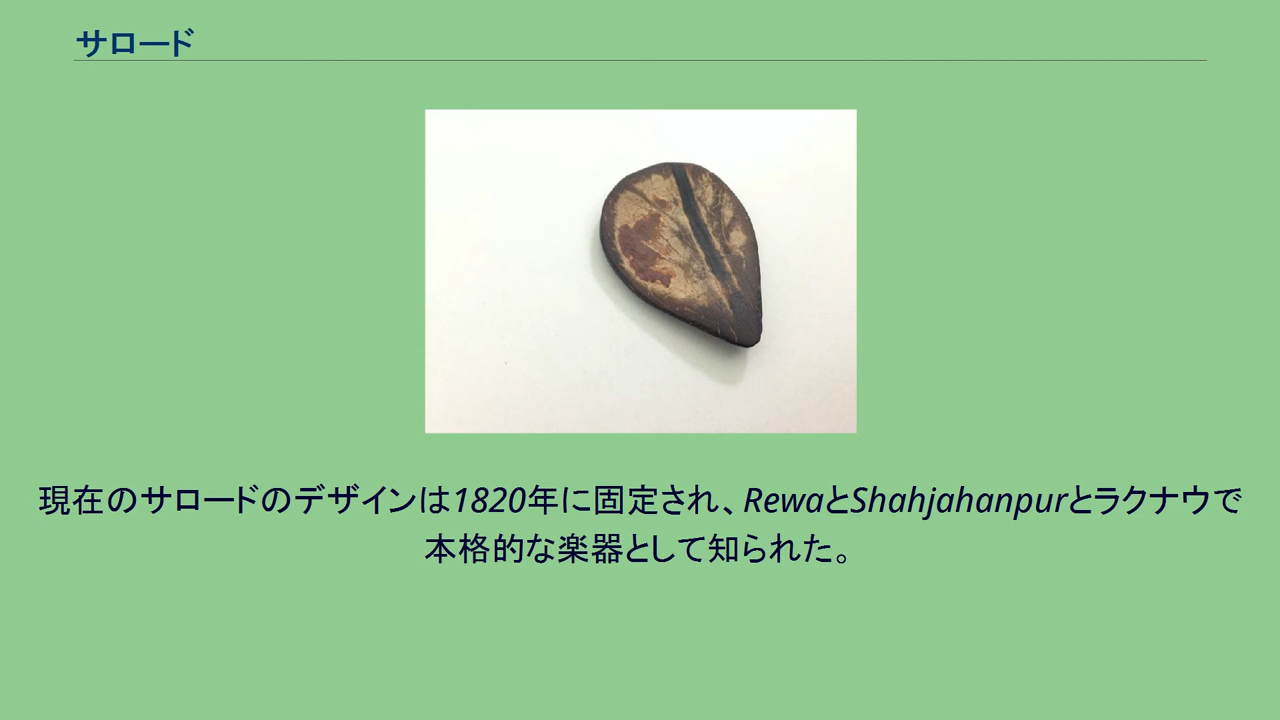 サロード
現在のサロードのデザインは1820年に固定され、RewaとShahjahanpurとラクナウで
本格的な楽器として知られた。